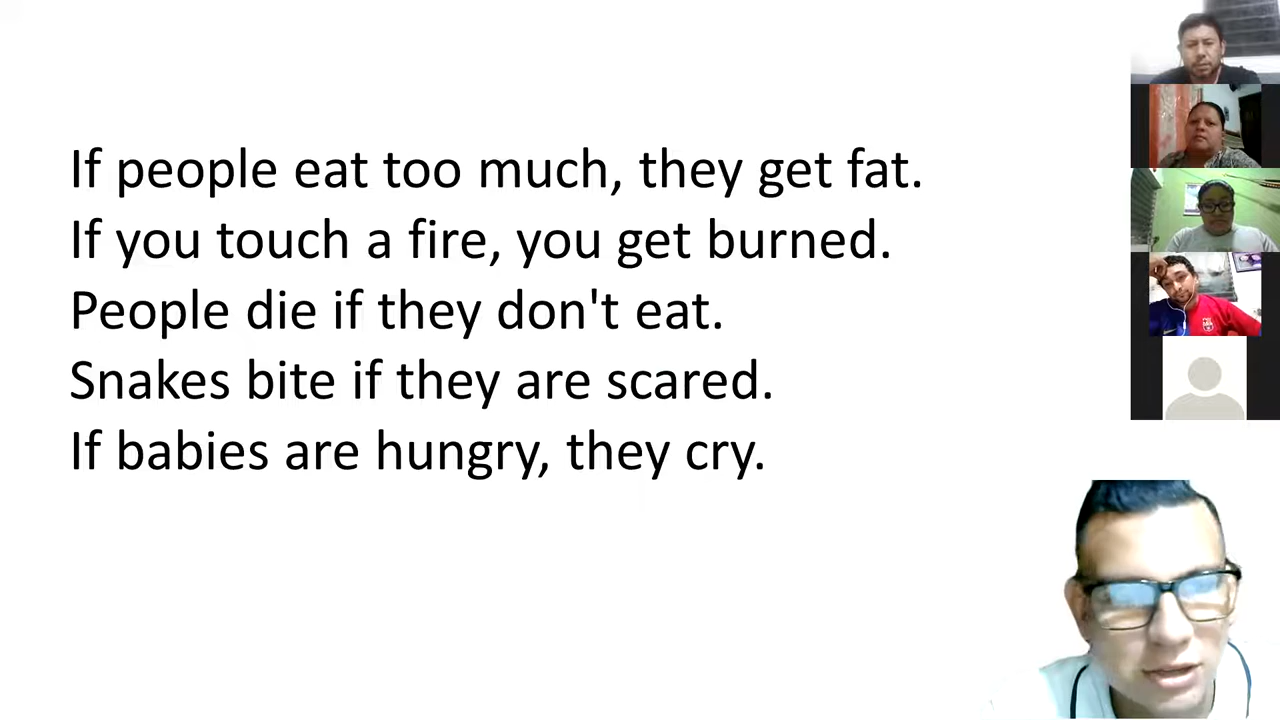 If people eat too much, they get fat.
If you touch a fire, you get burned.
People die if they don't eat.
Snakes bite if they are scared.
If babies are hungry, they cry.